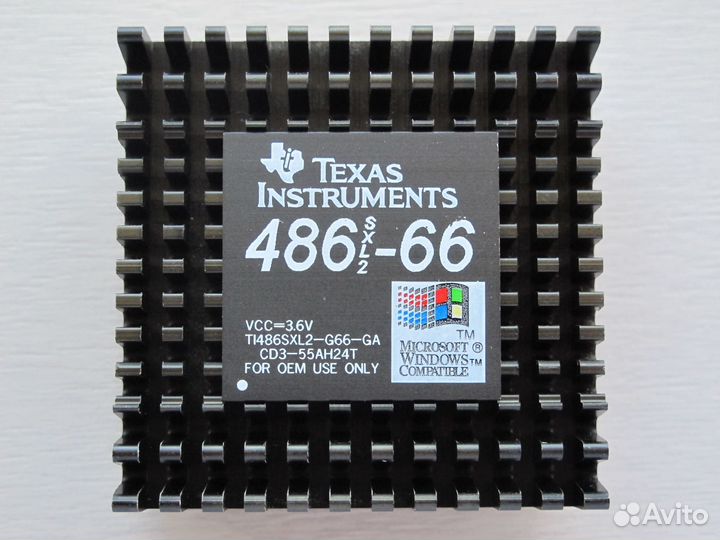 TEXAS
INSTRUMENTS
486SXL2-66
VCC=3.6V
TI486SXL2-G66-GA
CD3-55AH24T
FOR OEM USE ONLY
TM
MICROSOFT®
WINDOWS™
COMPATIBLE
Avito